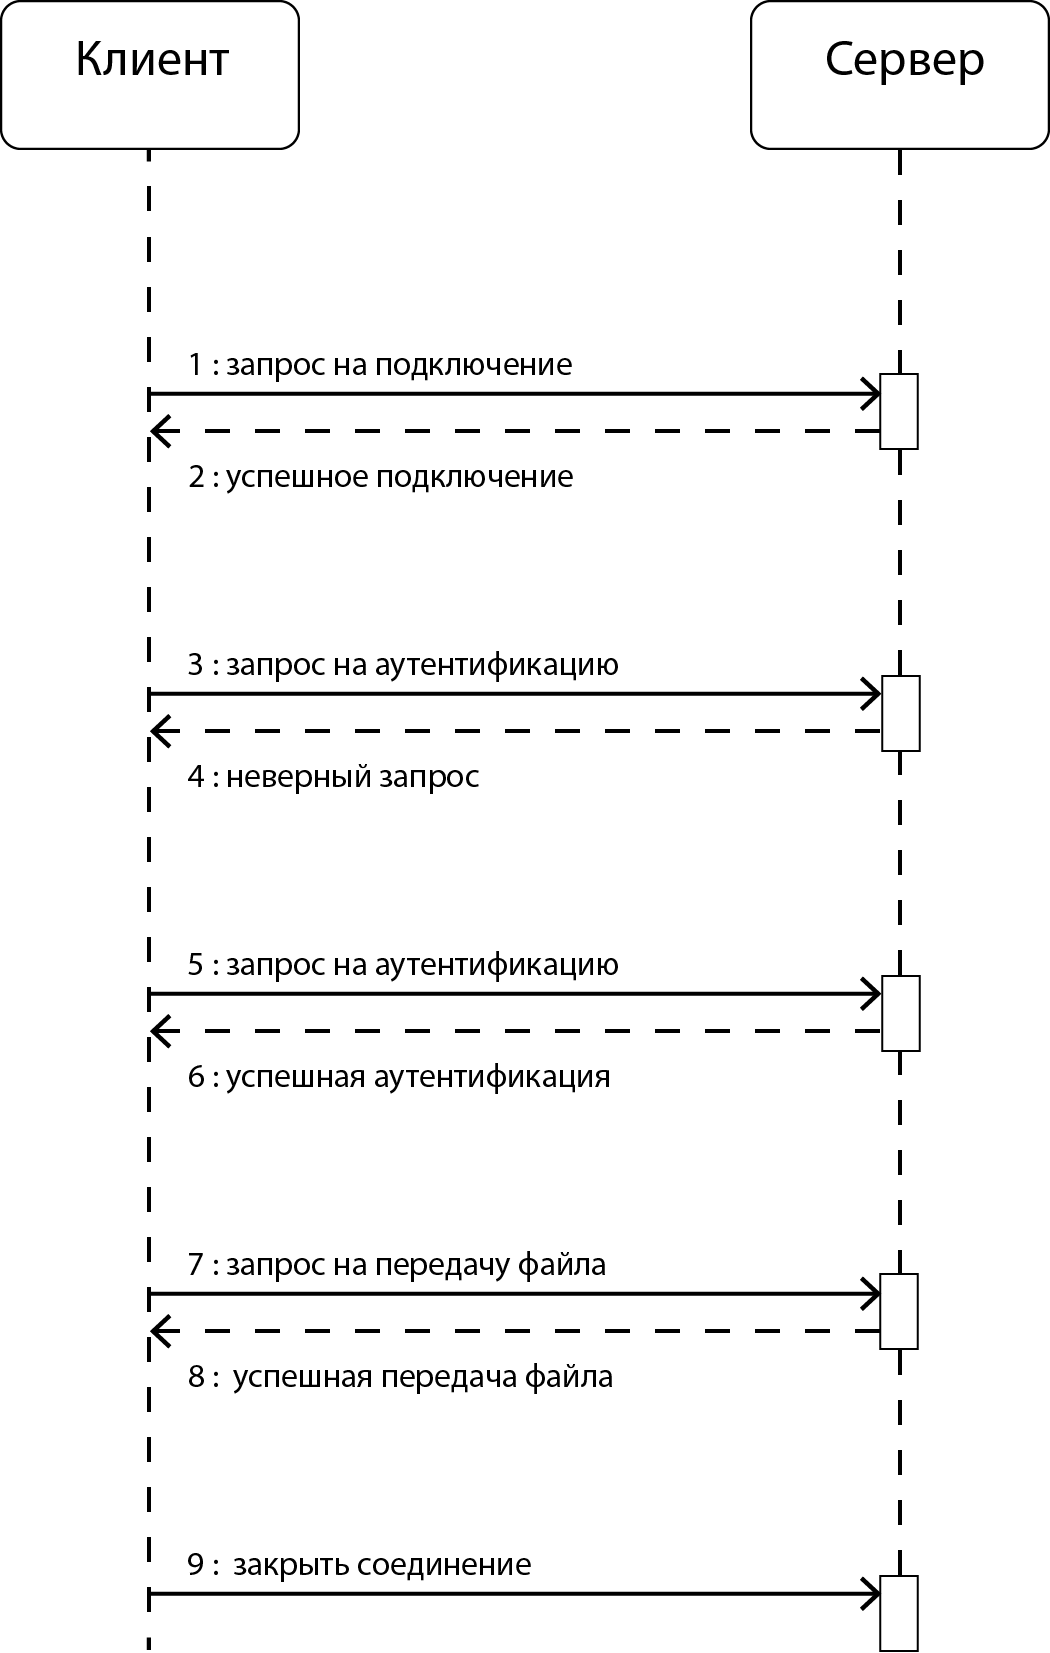 Клиент
Сервер
1 : запрос на подключение
2 : успешное подключение
3 : запрос на аутентификацию
4 : неверный запрос
5 : запрос на аутентификацию
6 : успешная аутентификация
7 : запрос на передачу файла
8 : успешная передача файла
9 : закрыть соединение